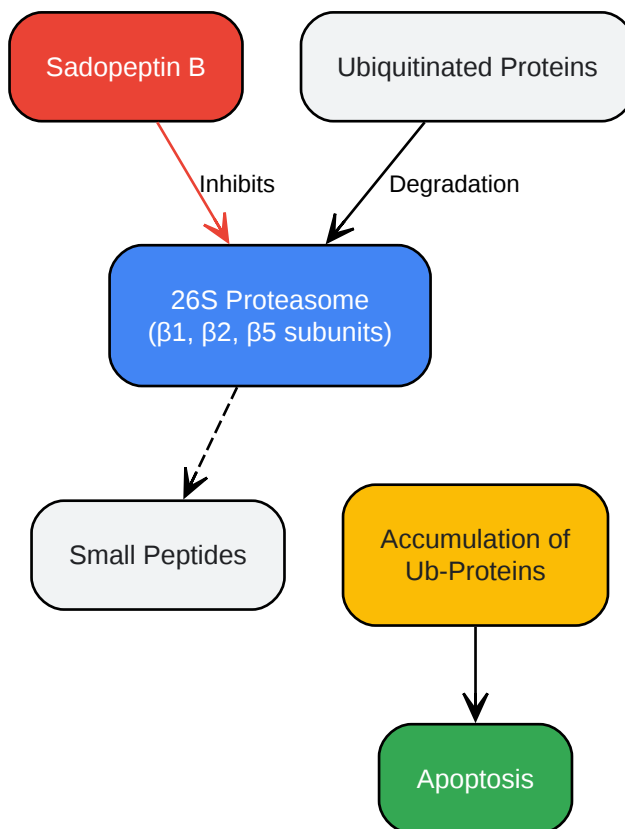 Sadopeptin B
Ubiquitinated Proteins
Inhibits
Degradation
26S Proteasome
(β1, β2, β5 subunits)
Small Peptides
Accumulation of
Ub-Proteins
Apoptosis